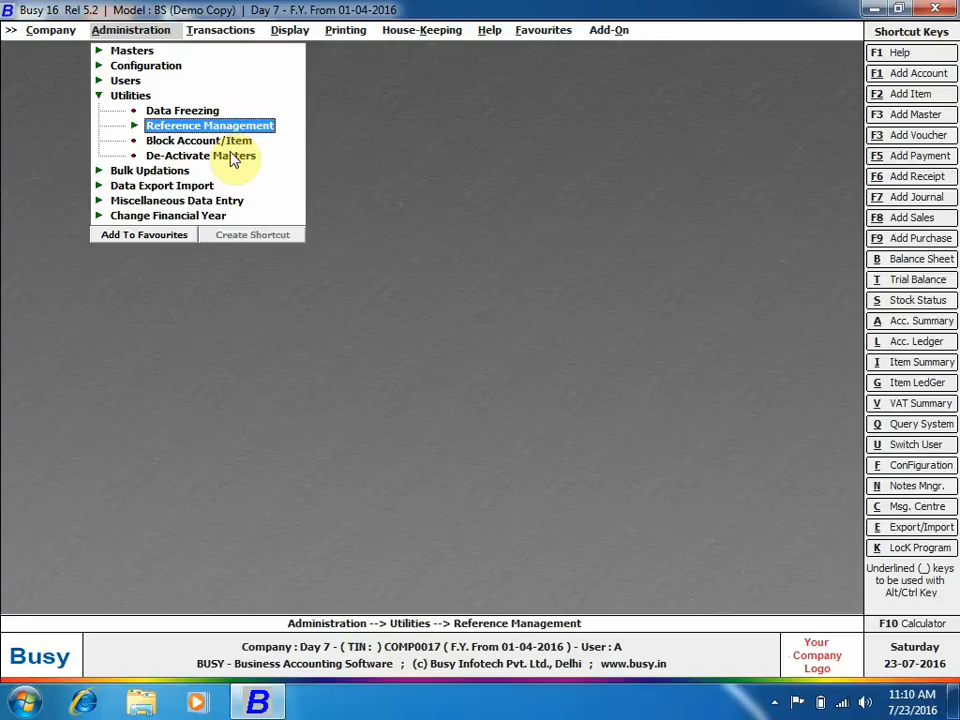 Busy 16 Rel 5.2 | Model : BS (Demo Copy) | Day 7 - F.Y. From 01-04-2016
>> Company Administration Transactions Display Printing House-Keeping Help Favourites Add-On
Masters
Configuration
Users
Utilities
Data Freezing
Reference Management
Block Account/Item
De-Activate Masters
Bulk Updations
Data Export Import
Miscellaneous Data Entry
Change Financial Year
Add To Favourites Create Shortcut
Shortcut Keys
F1 Help
F1 Add Account
F2 Add Item
F3 Add Master
F3 Add Voucher
F5 Add Payment
F6 Add Receipt
F7 Add Journal
F8 Add Sales
F9 Add Purchase
B Balance Sheet
T Trial Balance
S Stock Status
A Acc. Summary
L Acc. Ledger
I Item Summary
G Item LedGer
V VAT Summary
Q Query System
U Switch User
F ConFiguration
N Notes Mngr.
C Msg. Centre
E Export/Import
K LocK Program
Underlined (_) keys
to be used with
Alt/Ctrl Key
F10 Calculator
Administration --> Utilities --> Reference Management
Busy
Company : Day 7 - ( TIN : ) COMP0017 ( F.Y. From 01-04-2016 ) - User : A
BUSY - Business Accounting Software ; (c) Busy Infotech Pvt. Ltd., Delhi ; www.busy.in
Your
Company
Logo
Saturday
23-07-2016
B
11:10 AM
7/23/2016